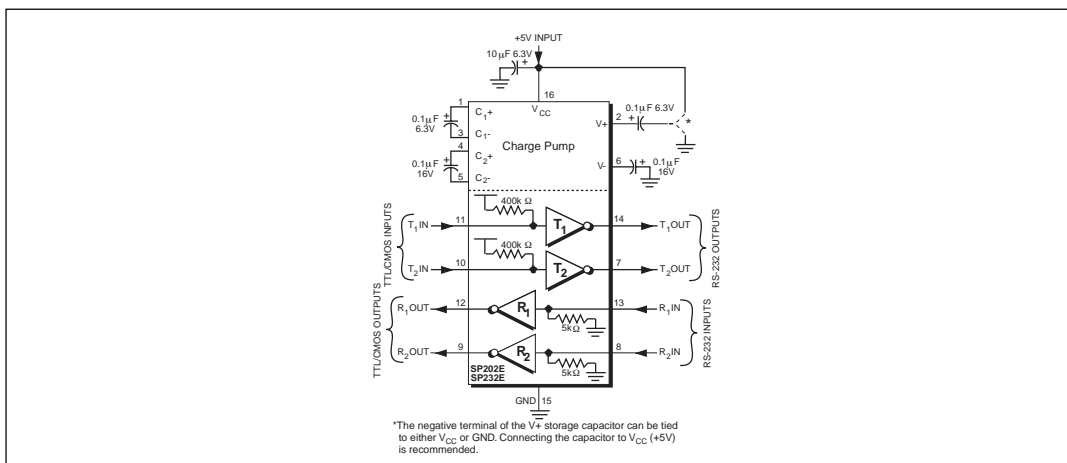 +5V INPUT
10 μF 6.3V
+
16
VCC
1
C1+
0.1μF
6.3V
+
3
C1-
4
C2+
0.1μF
16V
+
5
C2-
Charge Pump
V+
2
0.1μF 6.3V
+
*
V-
6
+
0.1μF
16V
400k Ω
T1IN
11
T1
14
T1OUT
400k Ω
T2IN
10
T2
7
T2OUT
TTL/CMOS INPUTS
RS-232 OUTPUTS
R1OUT
12
R1
13
R1IN
5kΩ
R2OUT
9
R2
8
R2IN
5kΩ
TTL/CMOS OUTPUTS
RS-232 INPUTS
SP202E
SP232E
GND 15
*The negative terminal of the V+ storage capacitor can be tied
to either VCC or GND. Connecting the capacitor to VCC (+5V)
is recommended.